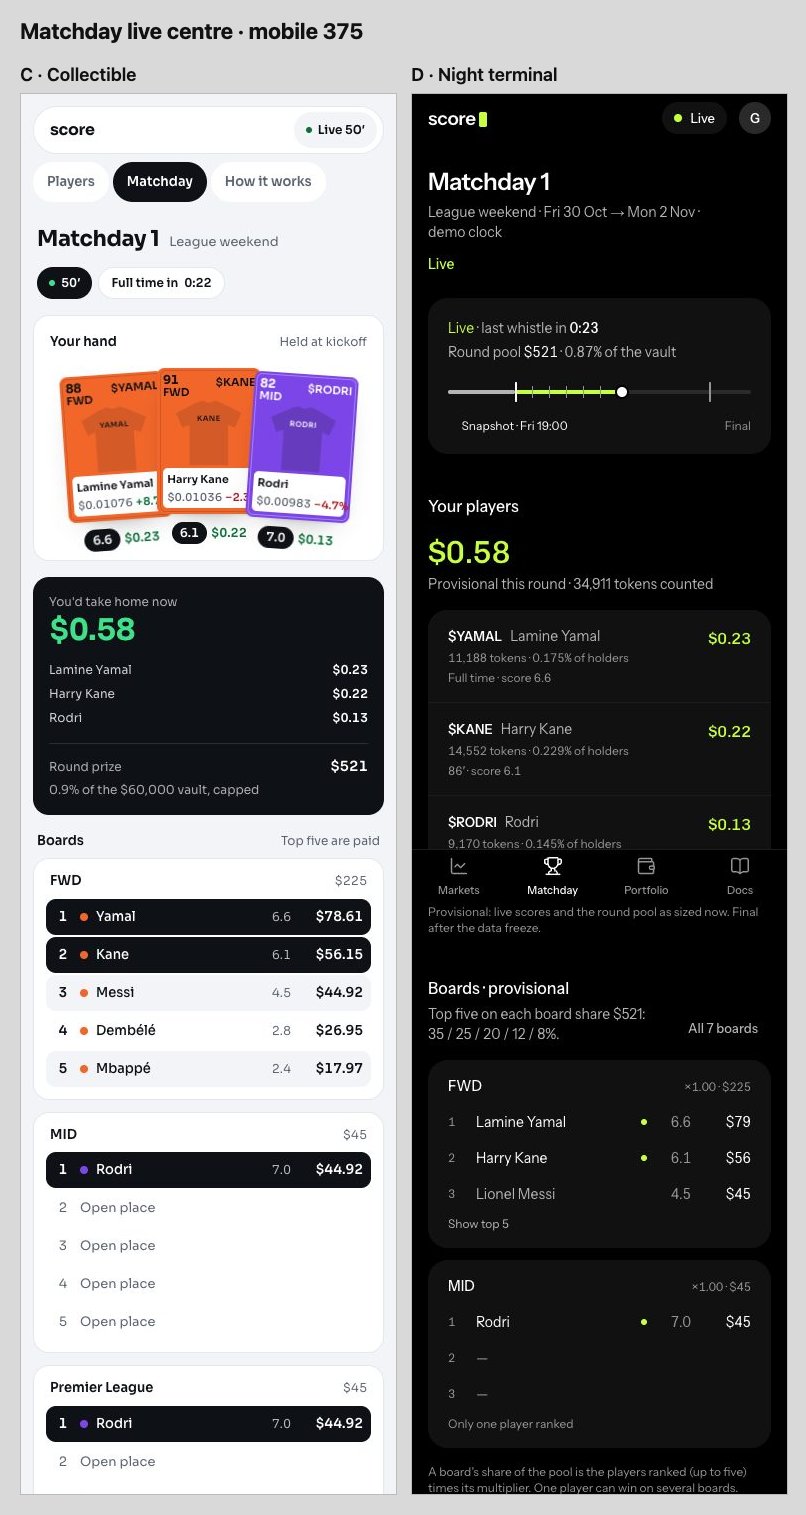 Matchday live centre · mobile 375
C · Collectible
score
Live 50′
Players
Matchday
How it works
Matchday 1 League weekend
50′
Full time in 0:22
Your hand
Held at kickoff
88
FWD
$YAMAL
YAMAL
Lamine Yamal
$0.01076 +8.7
91
FWD
$KANE
KANE
Harry Kane
$0.01036 −2.3
82
MID
$RODRI
RODRI
Rodri
$0.00983 −4.7%
6.6 $0.23
6.1 $0.22
7.0 $0.13
You'd take home now
$0.58
Lamine Yamal $0.23
Harry Kane $0.22
Rodri $0.13
Round prize $521
0.9% of the $60,000 vault, capped
Boards Top five are paid
FWD $225
1 Yamal 6.6 $78.61
2 Kane 6.1 $56.15
3 Messi 4.5 $44.92
4 Dembélé 2.8 $26.95
5 Mbappé 2.4 $17.97
MID $45
1 Rodri 7.0 $44.92
2 Open place
3 Open place
4 Open place
5 Open place
Premier League $45
1 Rodri 7.0 $44.92
2 Open place
D · Night terminal
score
Live
G
Matchday 1
League weekend · Fri 30 Oct → Mon 2 Nov ·
demo clock
Live
Live · last whistle in 0:23
Round pool $521 · 0.87% of the vault
Snapshot · Fri 19:00 Final
Your players
$0.58
Provisional this round · 34,911 tokens counted
$YAMAL Lamine Yamal $0.23
11,188 tokens · 0.175% of holders
Full time · score 6.6
$KANE Harry Kane $0.22
14,552 tokens · 0.229% of holders
86′ · score 6.1
$RODRI Rodri $0.13
9,170 tokens · 0.145% of holders
Markets
Matchday
Portfolio
Docs
Provisional: live scores and the round pool as sized now. Final
after the data freeze.
Boards · provisional
Top five on each board share $521:
35 / 25 / 20 / 12 / 8%.
All 7 boards
FWD ×1.00 · $225
1 Lamine Yamal 6.6 $79
2 Harry Kane 6.1 $56
3 Lionel Messi 4.5 $45
Show top 5
MID ×1.00 · $45
1 Rodri 7.0 $45
2 —
3 —
Only one player ranked
A board's share of the pool is the players ranked (up to five)
times its multiplier. One player can win on several boards.